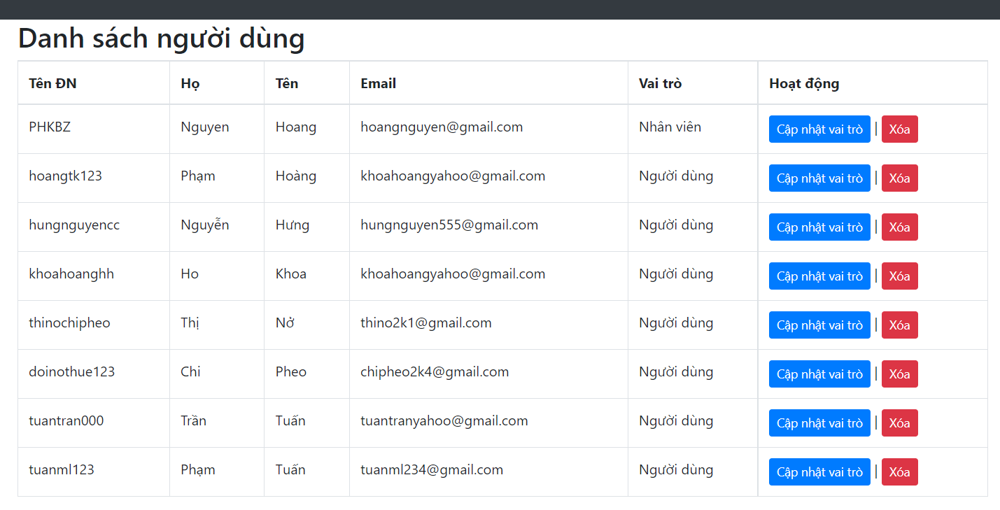 Danh sách người dùng
Tên ĐN Họ Tên Email Vai trò Hoạt động
PHKBZ Nguyen Hoang hoangnguyen@gmail.com Nhân viên Cập nhật vai trò | Xóa
hoangtk123 Phạm Hoàng khoahoangyahoo@gmail.com Người dùng Cập nhật vai trò | Xóa
hungnguyencc Nguyễn Hưng hungnguyen555@gmail.com Người dùng Cập nhật vai trò | Xóa
khoahoanghh Ho Khoa khoahoangyahoo@gmail.com Người dùng Cập nhật vai trò | Xóa
thinochipheo Thị Nở thino2k1@gmail.com Người dùng Cập nhật vai trò | Xóa
doinothue123 Chi Pheo chipheo2k4@gmail.com Người dùng Cập nhật vai trò | Xóa
tuantran000 Trần Tuấn tuantranyahoo@gmail.com Người dùng Cập nhật vai trò | Xóa
tuanml123 Phạm Tuấn tuanml234@gmail.com Người dùng Cập nhật vai trò | Xóa